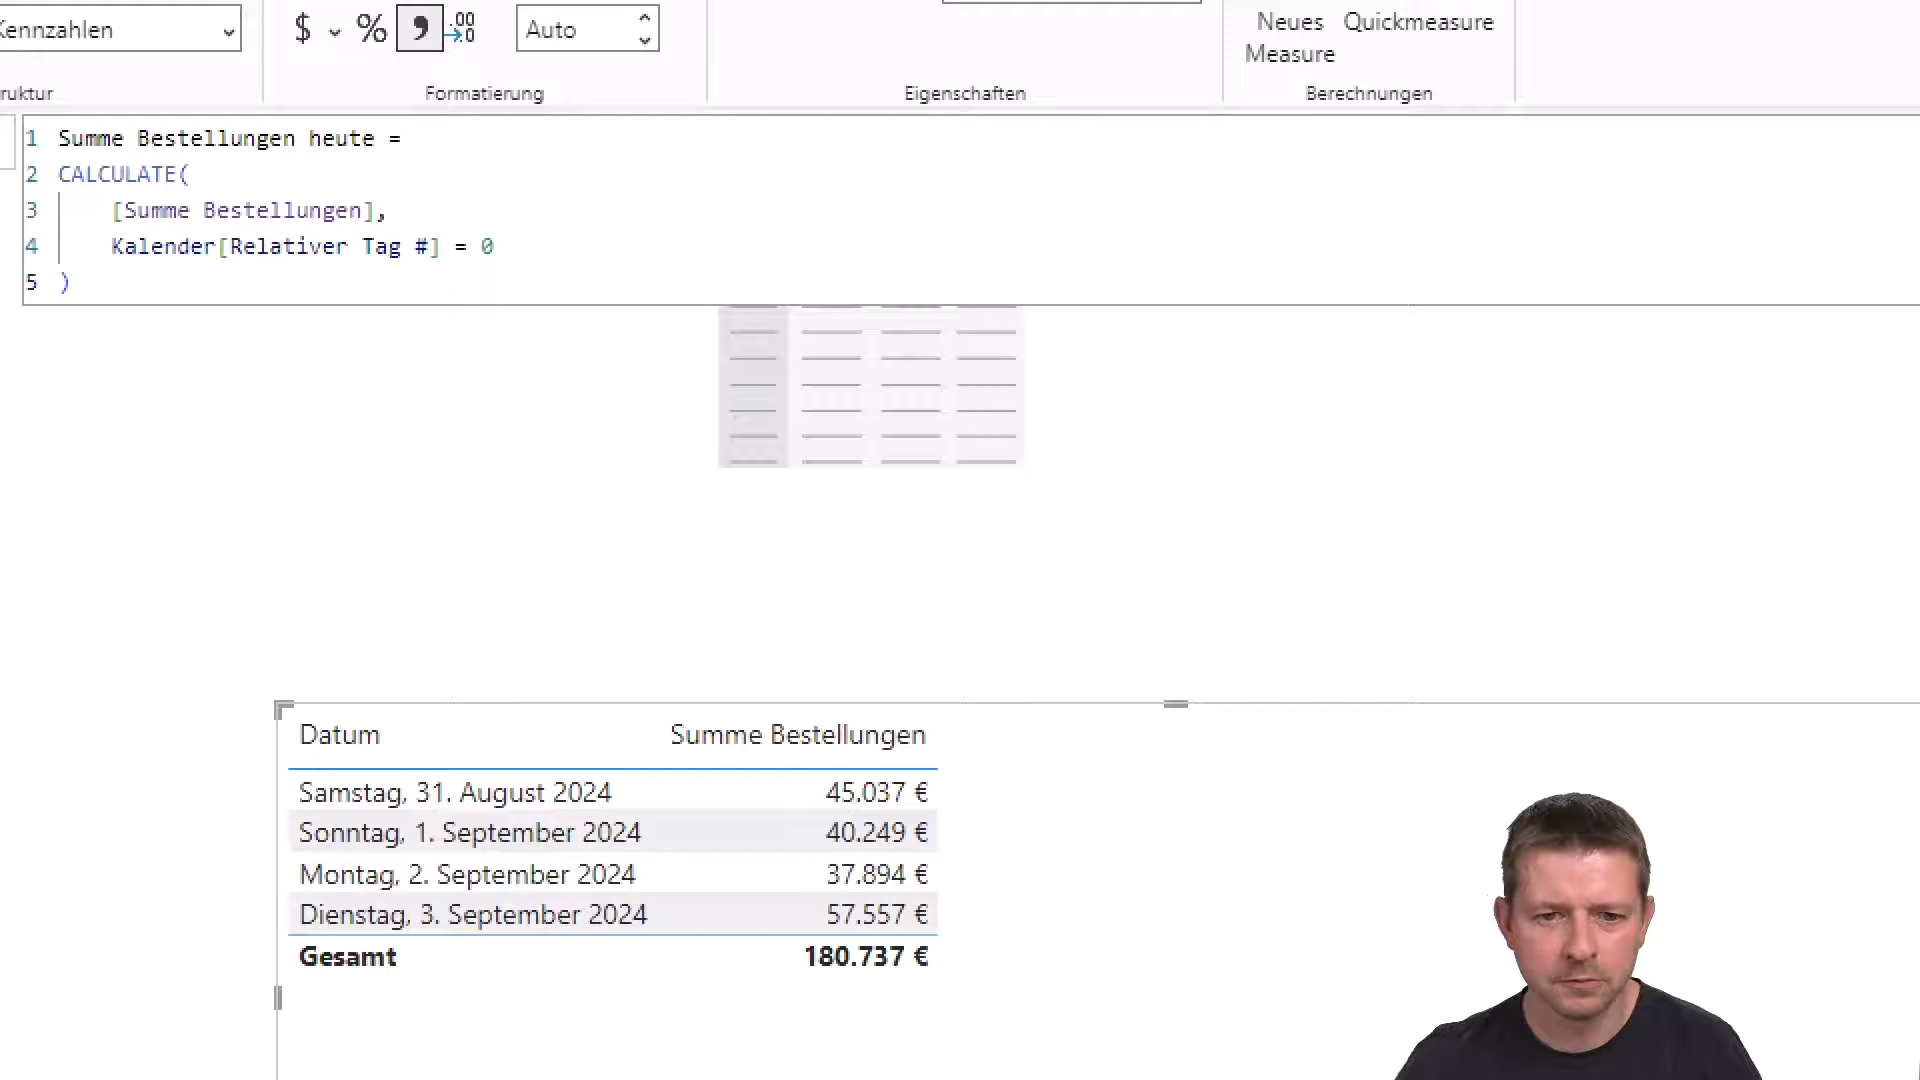 Kennzahlen
$ % , .00 .0 Auto
Neues Measure Quickmeasure
ruktur Formatierung Eigenschaften Berechnungen
1 Summe Bestellungen heute =
2 CALCULATE(
3 [Summe Bestellungen],
4 Kalender[Relativer Tag #] = 0
5 )
Datum Summe Bestellungen
Samstag, 31. August 2024 45.037 €
Sonntag, 1. September 2024 40.249 €
Montag, 2. September 2024 37.894 €
Dienstag, 3. September 2024 57.557 €
Gesamt 180.737 €